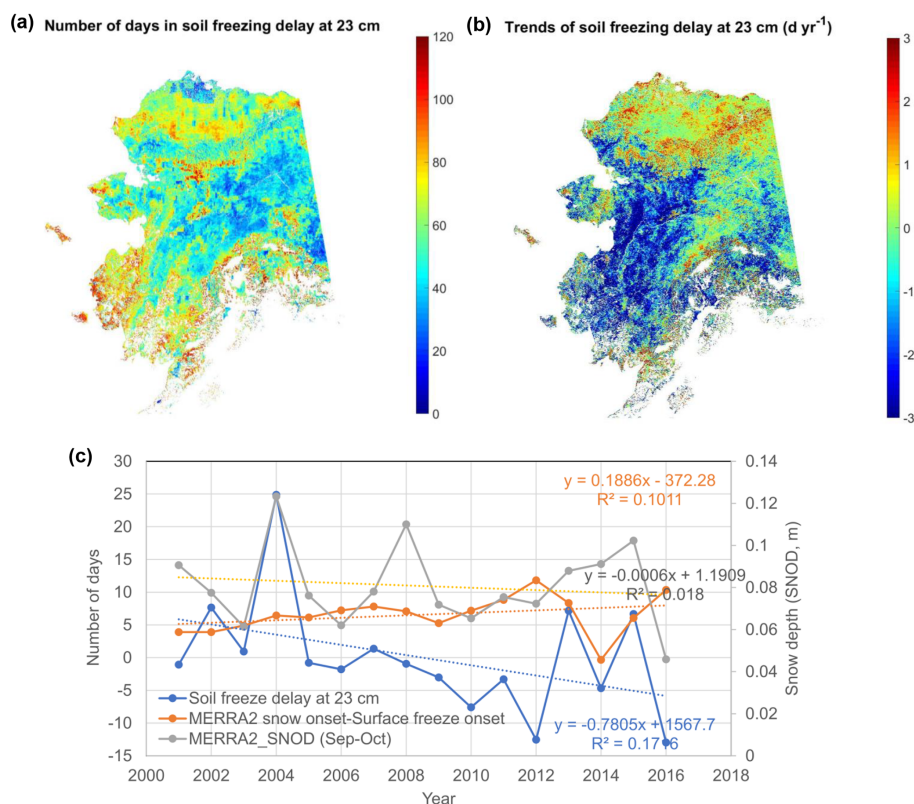 (a) Number of days in soil freezing delay at 23 cm
120
100
80
60
40
20
0
(b) Trends of soil freezing delay at 23 cm (d yr⁻¹)
3
2
1
0
-1
-2
-3
(c)
30
25
20
15
10
5
0
-5
-10
-15
Number of days
0.14
0.12
0.1
0.08
0.06
0.04
0.02
0
Snow depth (SNOD, m)
y = 0.1886x - 372.28
R² = 0.1011
y = -0.0006x + 1.1909
R² = 0.018
y = -0.7805x + 1567.7
Soil freeze delay at 23 cm
MERRA2 snow onset-Surface freeze onset
MERRA2_SNOD (Sep-Oct)
2000 2002 2004 2006 2008 2010 2012 2014 2016 2018
Year